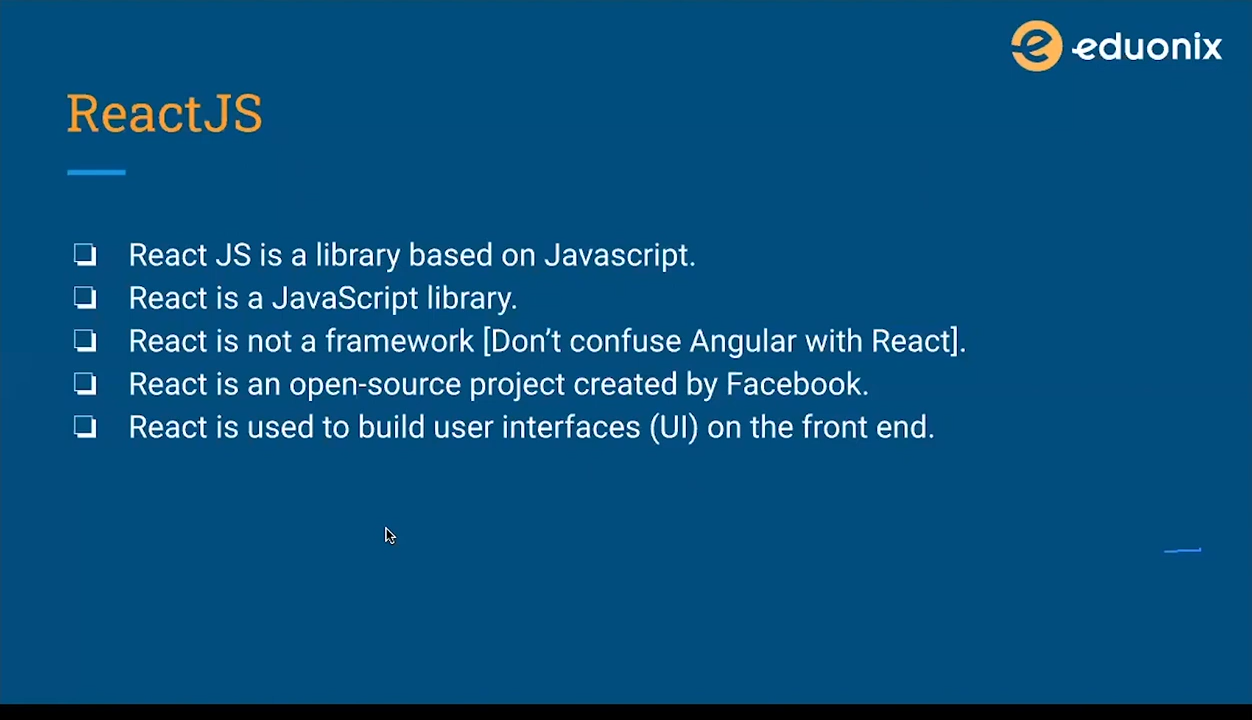 eduonix
ReactJS
React JS is a library based on Javascript.
React is a JavaScript library.
React is not a framework [Don’t confuse Angular with React].
React is an open-source project created by Facebook.
React is used to build user interfaces (UI) on the front end.